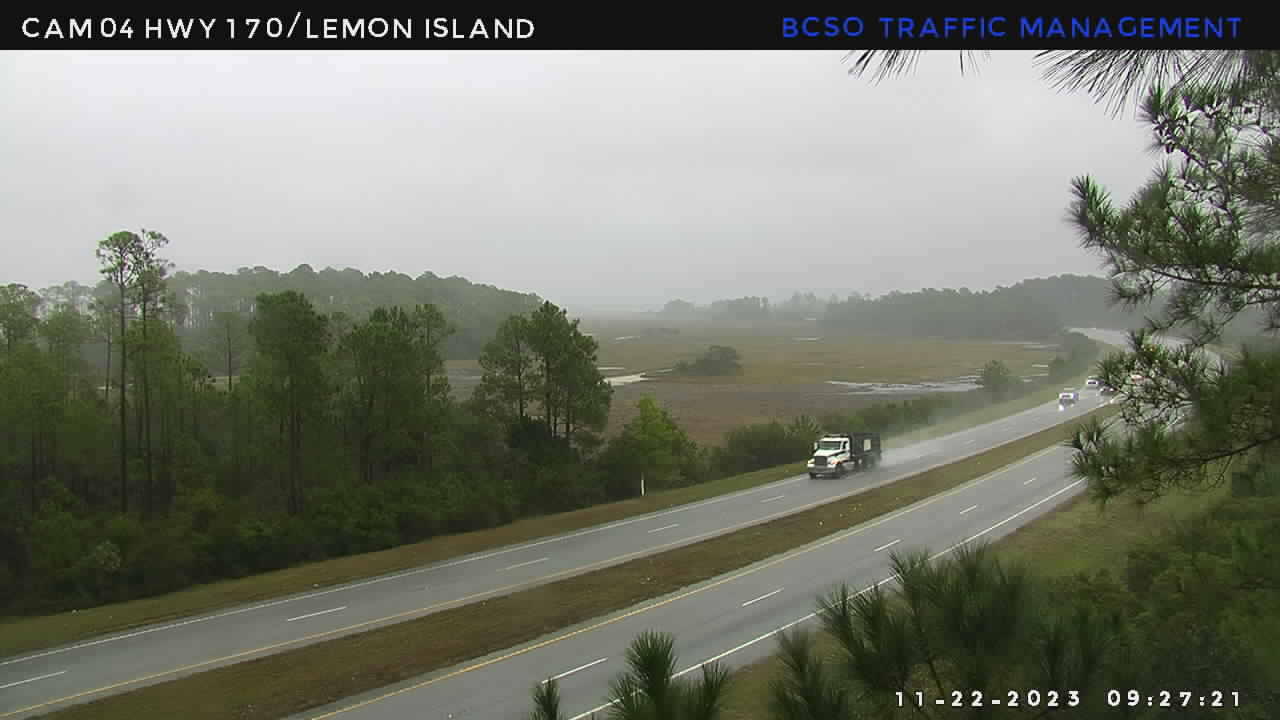 CAM04 HWY 170/LEMON ISLAND
BCSO TRAFFIC MANAGEMENT
11-22-2023 09:27:21